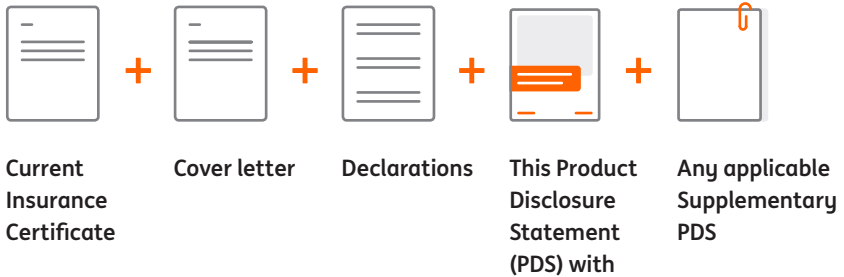 Current
Insurance
Certificate
Cover letter
Declarations
This Product
Disclosure
Statement
(PDS) with
Any applicable
Supplementary
PDS